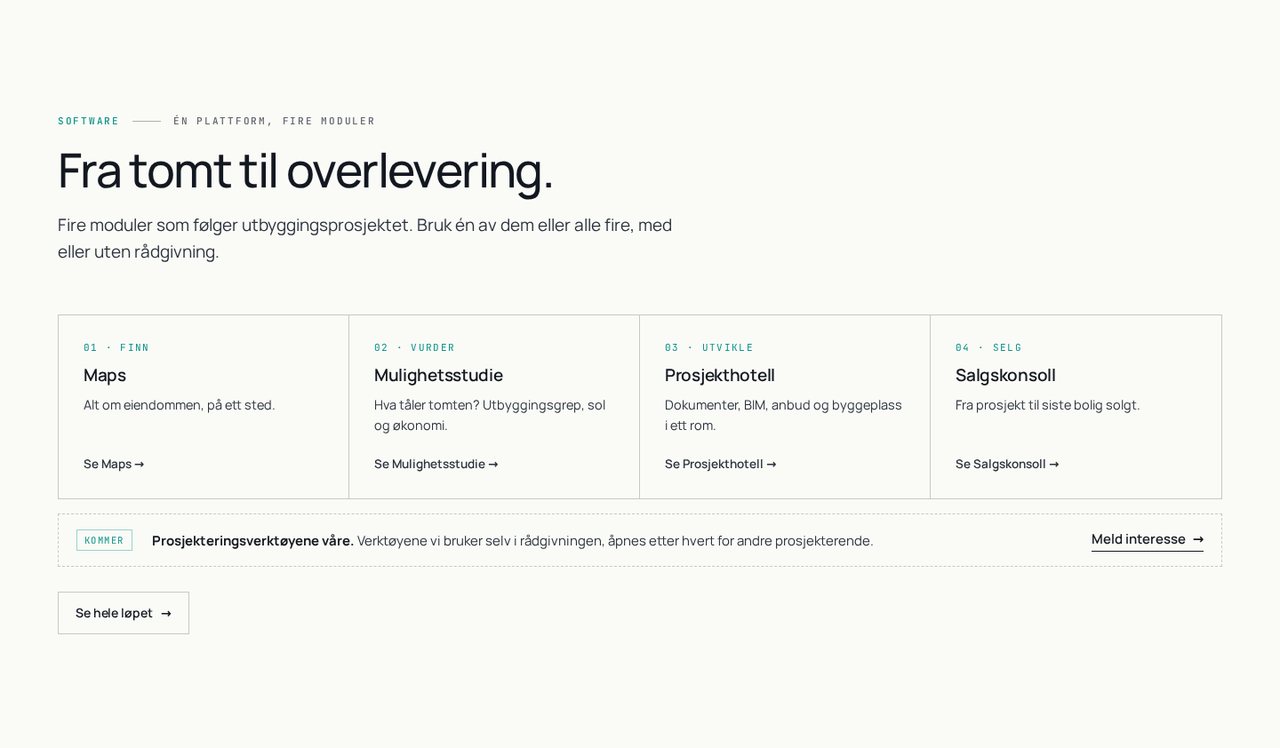 SOFTWARE ÉN PLATTFORM, FIRE MODULER
Fra tomt til overlevering.
Fire moduler som følger utbyggingsprosjektet. Bruk én av dem eller alle fire, med
eller uten rådgivning.
01 · FINN
Maps
Alt om eiendommen, på ett sted.
Se Maps →
02 · VURDER
Mulighetsstudie
Hva tåler tomten? Utbyggingsgrep, sol
og økonomi.
Se Mulighetsstudie →
03 · UTVIKLE
Prosjekthotell
Dokumenter, BIM, anbud og byggeplass
i ett rom.
Se Prosjekthotell →
04 · SELG
Salgskonsoll
Fra prosjekt til siste bolig solgt.
Se Salgskonsoll →
KOMMER Prosjekteringsverktøyene våre. Verktøyene vi bruker selv i rådgivningen, åpnes etter hvert for andre prosjekterende. Meld interesse →
Se hele løpet →